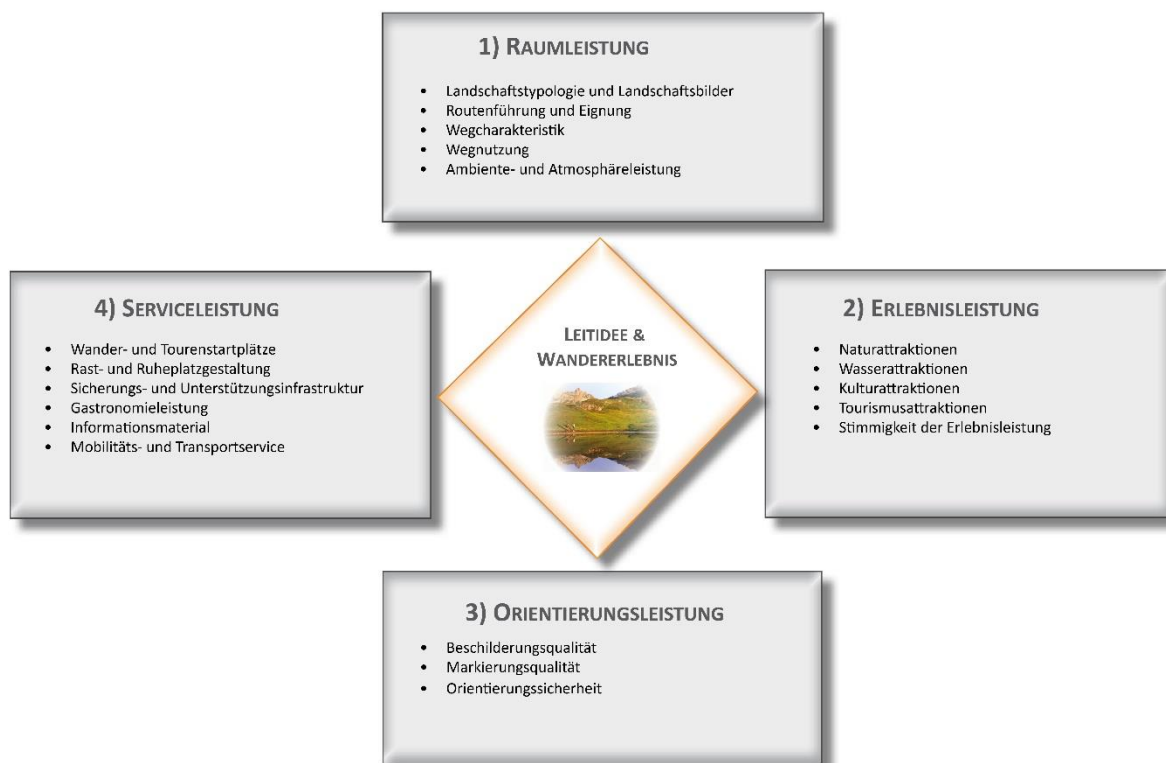 1) RAUMLEISTUNG
• Landschaftstypologie und Landschaftsbilder
• Routenführung und Eignung
• Wegcharakteristik
• Wegnutzung
• Ambiente- und Atmosphäreleistung
4) SERVICELEISTUNG
• Wander- und Tourenstartplätze
• Rast- und Ruheplatzgestaltung
• Sicherungs- und Unterstützungsinfrastruktur
• Gastronomieleistung
• Informationsmaterial
• Mobilitäts- und Transportservice
LEITIDEE &
WANDERERLEBNIS
2) ERLEBNISLEISTUNG
• Naturattraktionen
• Wasserattraktionen
• Kulturattraktionen
• Tourismusattraktionen
• Stimmigkeit der Erlebnisleistung
3) ORIENTIERUNGSLEISTUNG
• Beschilderungsqualität
• Markierungsqualität
• Orientierungssicherheit